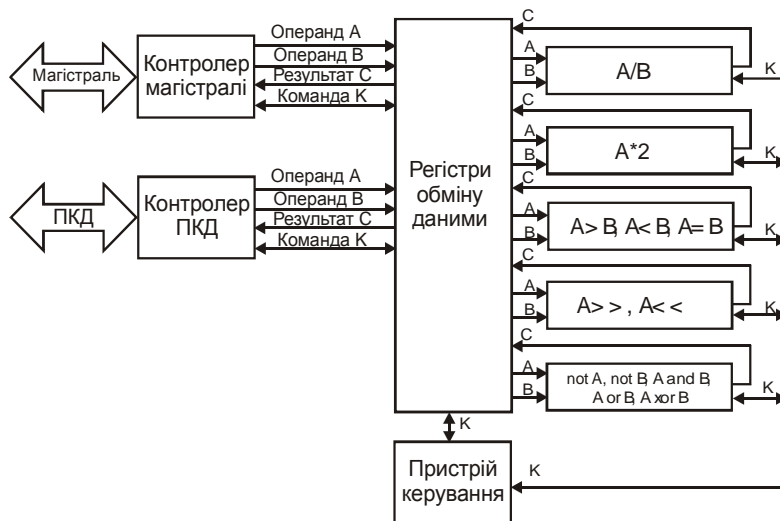 Магістраль
Контролер
магістралі
Операнд А
Операнд В
Результат С
Команда К
ПКД
Контролер
ПКД
Операнд А
Операнд В
Результат С
Команда К
Регістри
обміну
даними
С
А
В
A/B
К
С
А
В
A*2
К
С
А
В
A> B, A< B, A= B
К
С
А
В
A> > , A< <
К
С
А
В
not A, not B, A and B,
A or B, A xor B
К
К
Пристрій
керування
К